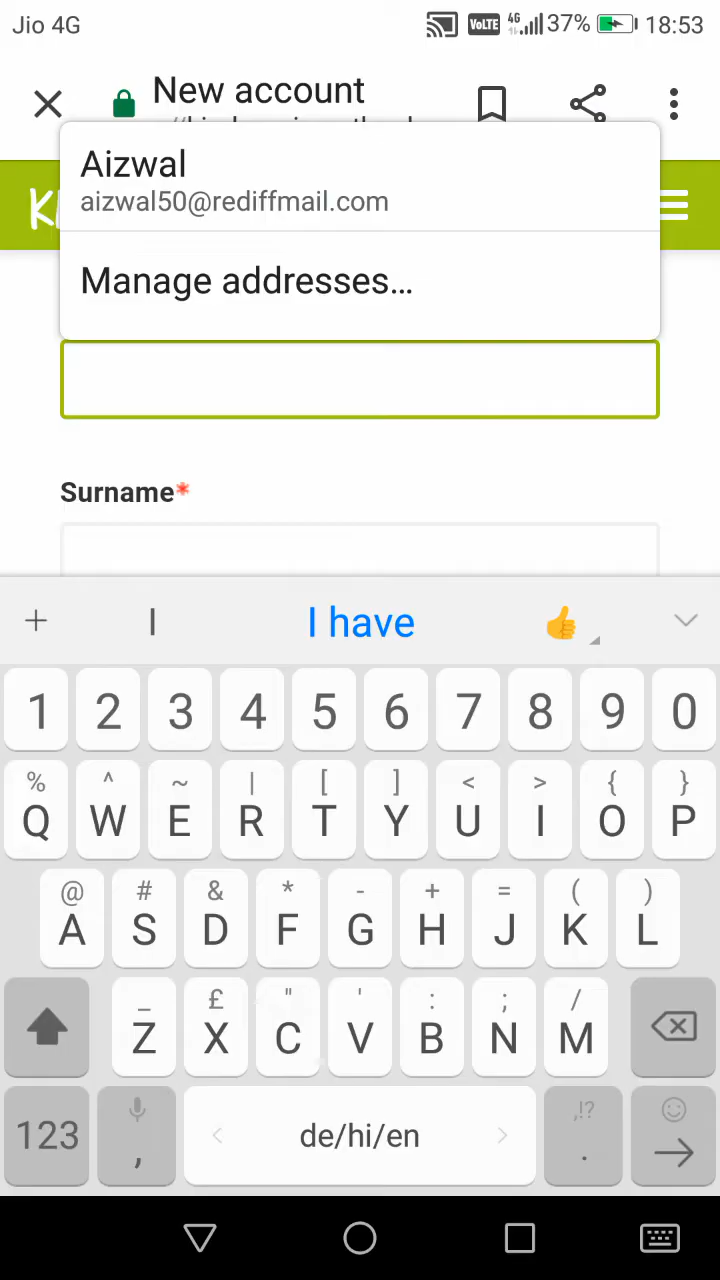 Jio 4G VoLTE 4G 37% 18:53
New account
Aizwal
aizwal50@rediffmail.com
Manage addresses...
Surname*
I I have 👍
1 2 3 4 5 6 7 8 9 0
% ^ ~ | [ ] < > { }
Q W E R T Y U I O P
@ # & * - + = ( )
A S D F G H J K L
_ £ " ' : ; /
Z X C V B N M
,!?
123 , de/hi/en .